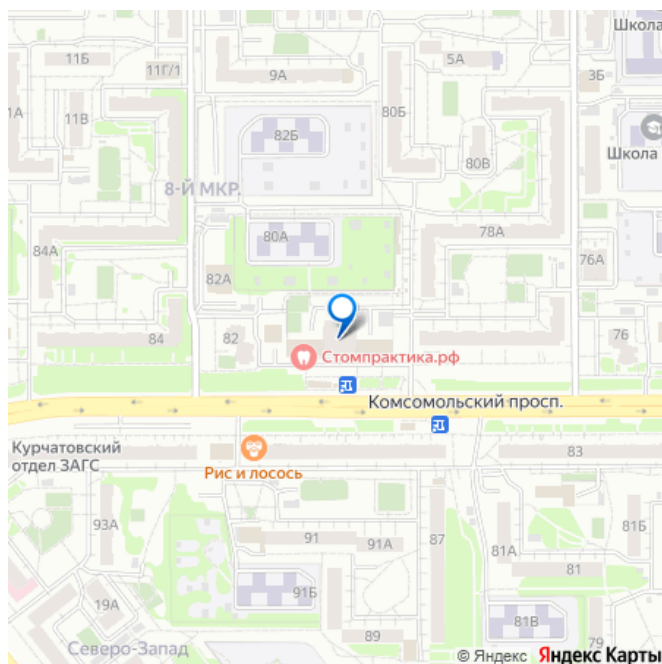 Школа
11Б
5А
11Г/1
9А
3Б
1А
11В
80Б
82Б
80В
Школа
8-Й МКР.
80А
78А
84А
76А
82А
84
82
76
Стомпрактика.рф
Комсомольский просп.
Курчатовский
отдел ЗАГС
83
Рис и лосось
93А
91
91А
87
81А
81Б
81
91Б
19А
81В
89
79
Северо-Запад
© Яндекс Яндекс Карты